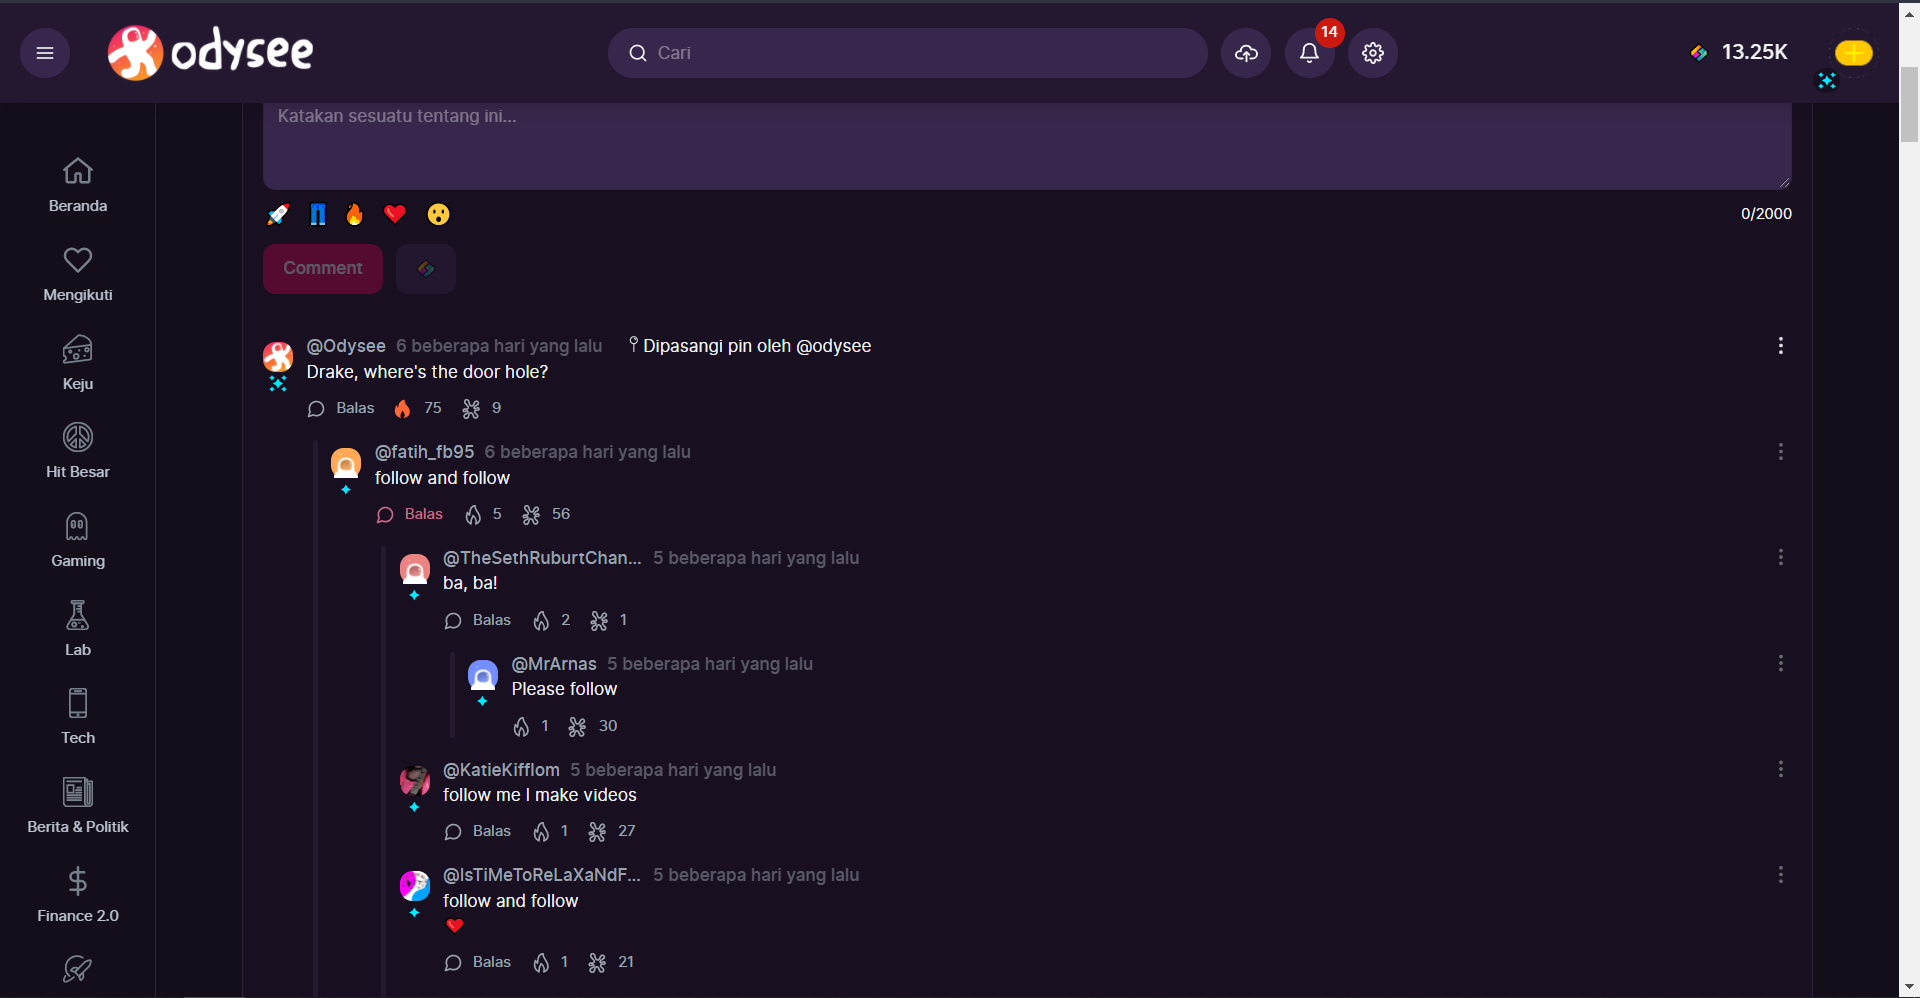 odysee
Cari
14
13.25K
Katakan sesuatu tentang ini...
0/2000
Comment
Beranda
Mengikuti
Keju
Hit Besar
Gaming
Lab
Tech
Berita & Politik
Finance 2.0
@Odysee 6 beberapa hari yang lalu Dipasangi pin oleh @odysee
Drake, where's the door hole?
Balas 75 9
@fatih_fb95 6 beberapa hari yang lalu
follow and follow
Balas 5 56
@TheSethRuburtChan... 5 beberapa hari yang lalu
ba, ba!
Balas 2 1
@MrArnas 5 beberapa hari yang lalu
Please follow
1 30
@KatieKifflom 5 beberapa hari yang lalu
follow me I make videos
Balas 1 27
@IsTiMeToReLaXaNdF... 5 beberapa hari yang lalu
follow and follow
Balas 1 21